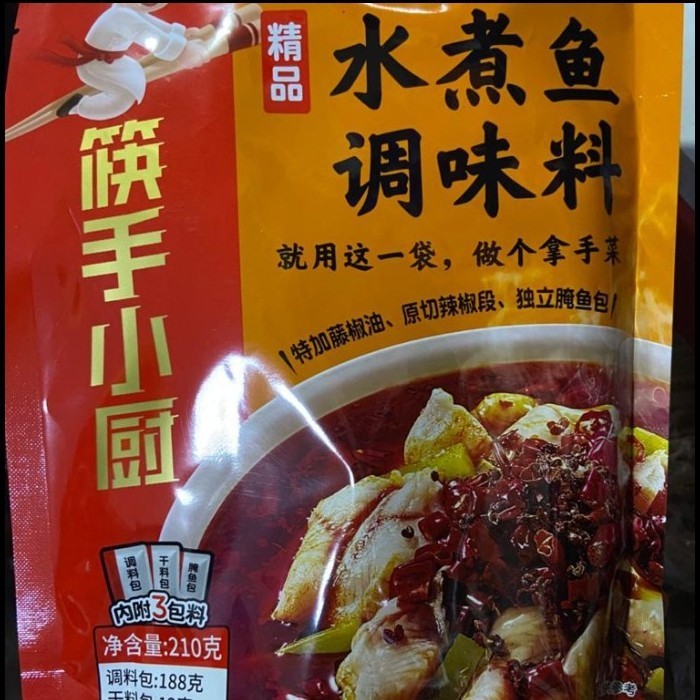 精品
水煮鱼
调味料
筷手小厨
就用这一袋，做个拿手菜
特加藤椒油、原切辣椒段、独立腌鱼包
调料包
干料包
腌鱼包
内附3包料
净含量:210克
调料包:188克